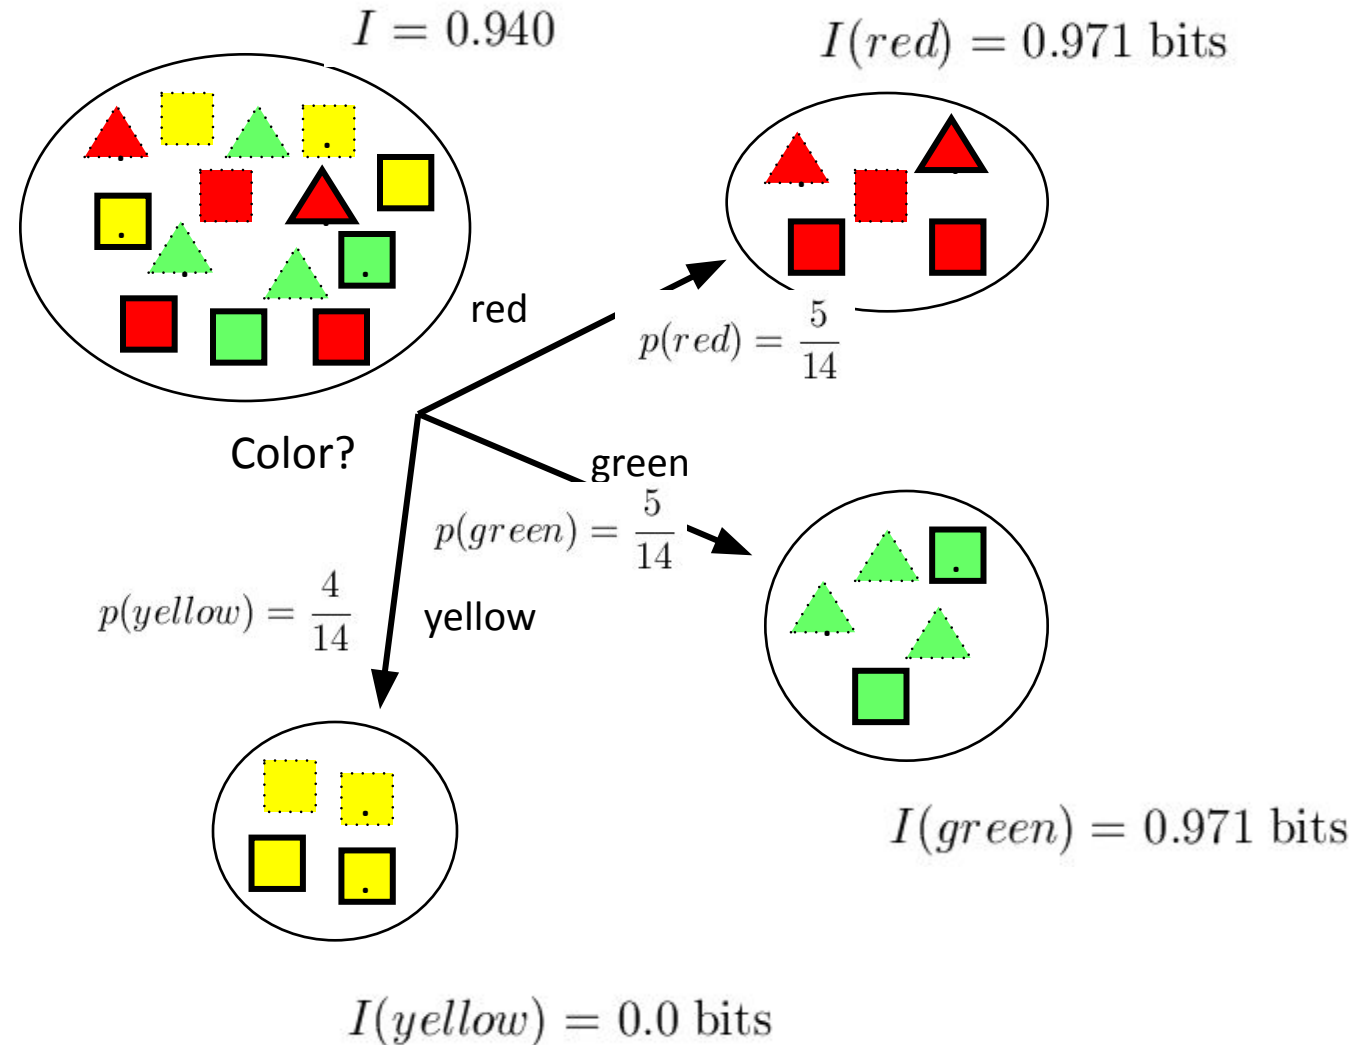 I = 0.940
I(red) = 0.971 bits
red
p(red) = 5/14
Color?
green
p(green) = 5/14
p(yellow) = 4/14
yellow
I(green) = 0.971 bits
I(yellow) = 0.0 bits